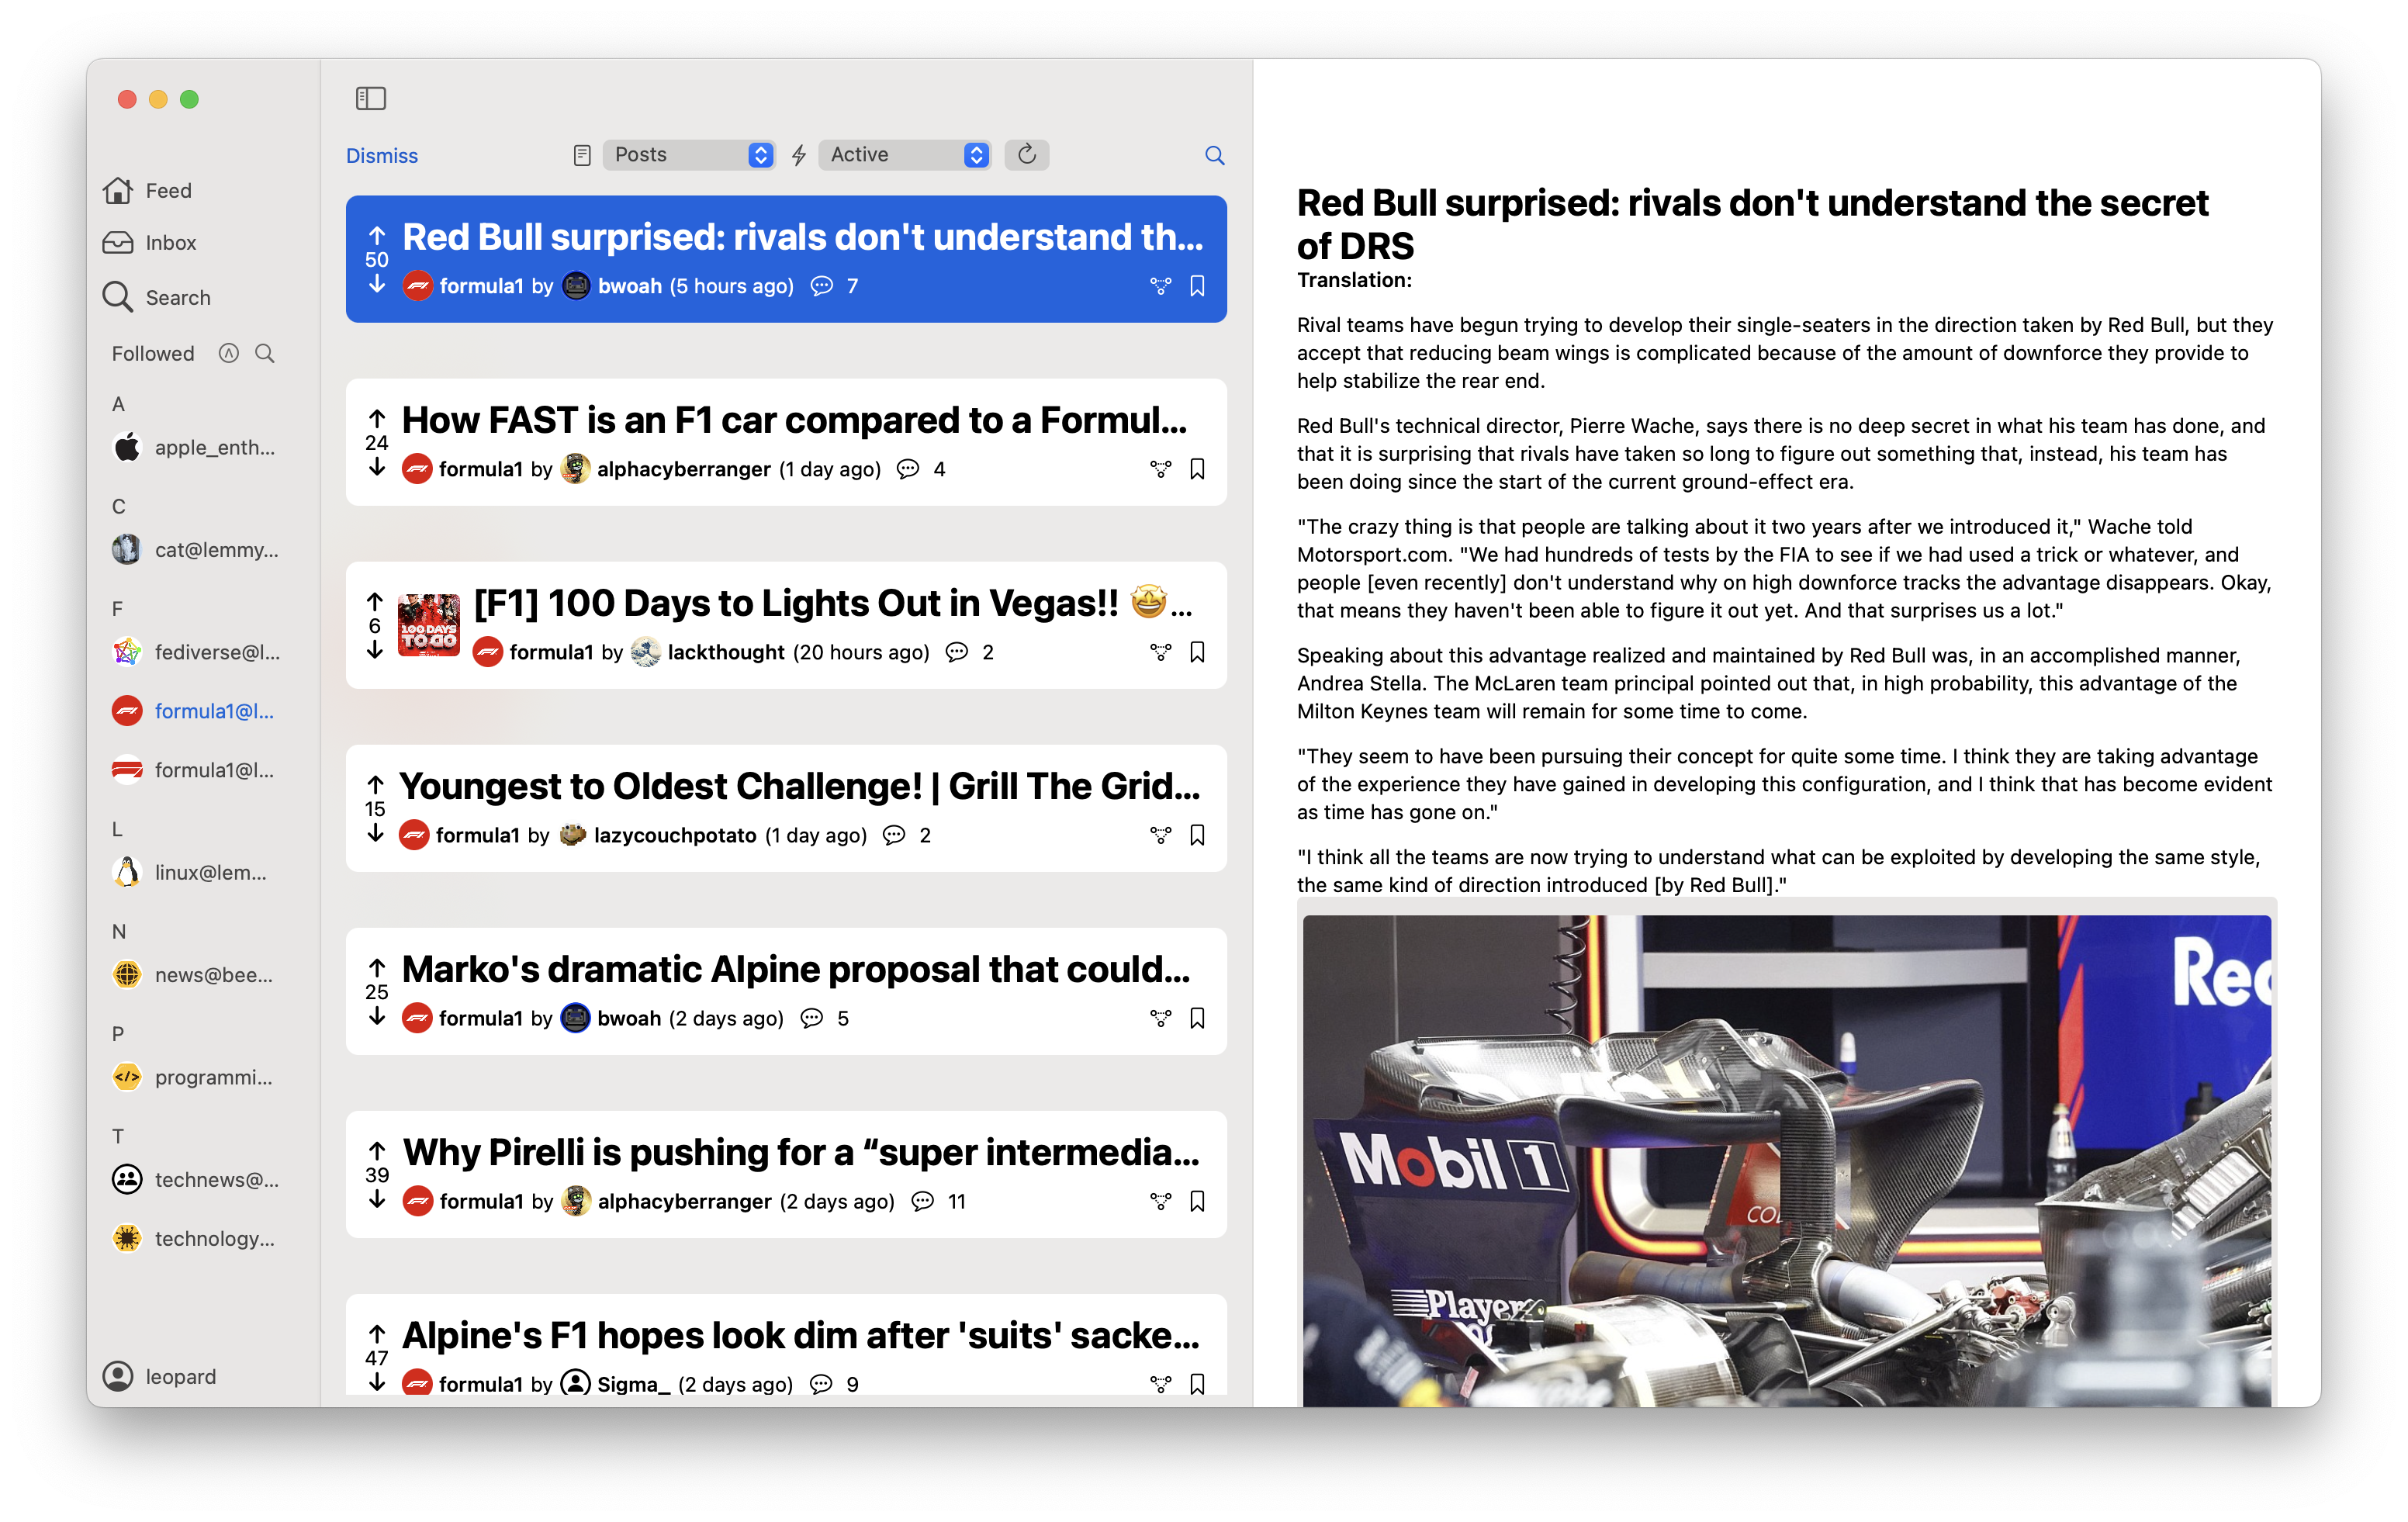 Feed
Inbox
Search
Followed
A
apple_enth...
C
cat@lemmy...
F
fediverse@l...
formula1@l...
formula1@l...
L
linux@lem...
N
news@bee...
P
programmi...
T
technews@...
technology...
leopard
Dismiss
Posts
Active
Red Bull surprised: rivals don't understand th...
50
formula1 by bwoah (5 hours ago) 7
How FAST is an F1 car compared to a Formul...
24
formula1 by alphacyberranger (1 day ago) 4
[F1] 100 Days to Lights Out in Vegas!! 🤩...
6
100 DAYS
TO GO
formula1 by lackthought (20 hours ago) 2
Youngest to Oldest Challenge! | Grill The Grid...
15
formula1 by lazycouchpotato (1 day ago) 2
Marko's dramatic Alpine proposal that could...
25
formula1 by bwoah (2 days ago) 5
Why Pirelli is pushing for a “super intermedia...
39
formula1 by alphacyberranger (2 days ago) 11
Alpine's F1 hopes look dim after 'suits' sacke...
47
formula1 by Sigma_ (2 days ago) 9
Red Bull surprised: rivals don't understand the secret
of DRS
Translation:
Rival teams have begun trying to develop their single-seaters in the direction taken by Red Bull, but they
accept that reducing beam wings is complicated because of the amount of downforce they provide to
help stabilize the rear end.
Red Bull's technical director, Pierre Wache, says there is no deep secret in what his team has done, and
that it is surprising that rivals have taken so long to figure out something that, instead, his team has
been doing since the start of the current ground-effect era.
"The crazy thing is that people are talking about it two years after we introduced it," Wache told
Motorsport.com. "We had hundreds of tests by the FIA to see if we had used a trick or whatever, and
people [even recently] don't understand why on high downforce tracks the advantage disappears. Okay,
that means they haven't been able to figure it out yet. And that surprises us a lot."
Speaking about this advantage realized and maintained by Red Bull was, in an accomplished manner,
Andrea Stella. The McLaren team principal pointed out that, in high probability, this advantage of the
Milton Keynes team will remain for some time to come.
"They seem to have been pursuing their concept for quite some time. I think they are taking advantage
of the experience they have gained in developing this configuration, and I think that has become evident
as time has gone on."
"I think all the teams are now trying to understand what can be exploited by developing the same style,
the same kind of direction introduced [by Red Bull]."
Red
Mobil 1
Player